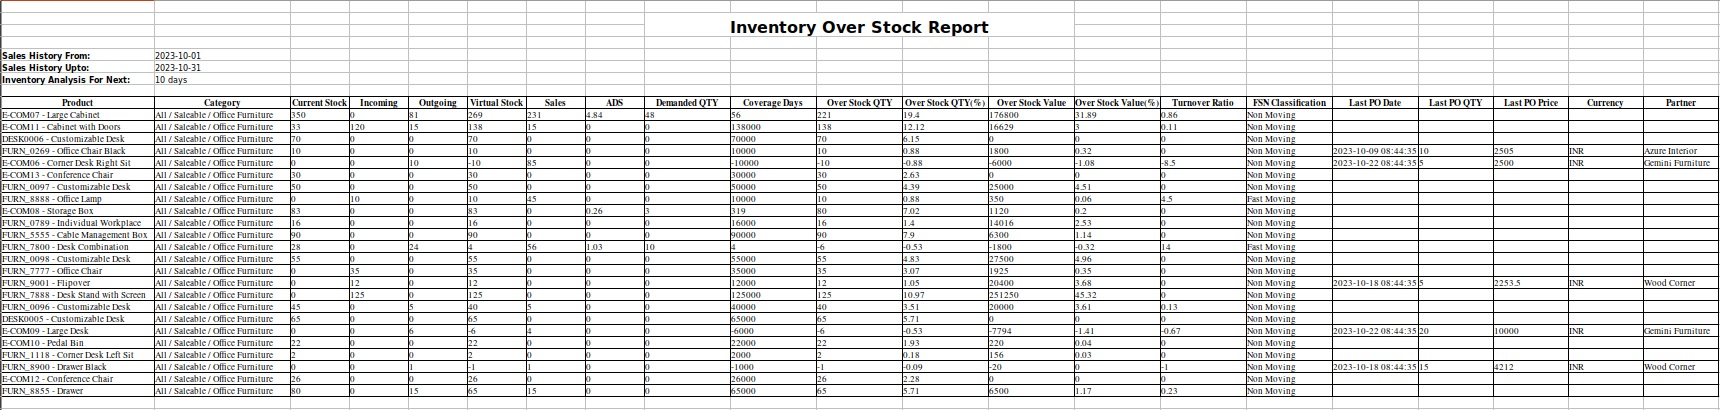 Inventory Over Stock Report
Sales History From: 2023-10-01
Sales History Upto: 2023-10-31
Inventory Analysis For Next: 10 days
Product Category Current Stock Incoming Outgoing Virtual Stock Sales ADS Demanded QTY Coverage Days Over Stock QTY Over Stock QTY(%) Over Stock Value Over Stock Value(%) Turnover Ratio FSN Classification Last PO Date Last PO QTY Last PO Price Currency Partner
E-COM07 - Large Cabinet All / Saleable / Office Furniture 350 0 81 269 231 4.84 48 56 221 19.4 176800 31.89 0.86 Non Moving
E-COM11 - Cabinet with Doors All / Saleable / Office Furniture 33 120 15 138 15 0 0 138000 138 12.12 16629 3 0.11 Non Moving
DESK0006 - Customizable Desk All / Saleable / Office Furniture 70 0 0 70 0 0 0 70000 70 6.15 0 0 0 Non Moving
FURN_0269 - Office Chair Black All / Saleable / Office Furniture 10 0 0 10 0 0 0 10000 10 0.88 1800 0.32 0 Non Moving 2023-10-09 08:44:35 10 2505 INR Azure Interior
E-COM06 - Corner Desk Right Sit All / Saleable / Office Furniture 0 0 10 -10 85 0 0 -10000 -10 -0.88 -6000 -1.08 -8.5 Non Moving 2023-10-22 08:44:35 5 2500 INR Gemini Furniture
E-COM13 - Conference Chair All / Saleable / Office Furniture 30 0 0 30 0 0 0 30000 30 2.63 0 0 0 Non Moving
FURN_0097 - Customizable Desk All / Saleable / Office Furniture 50 0 0 50 0 0 0 50000 50 4.39 25000 4.51 0 Non Moving
FURN_8888 - Office Lamp All / Saleable / Office Furniture 0 10 0 10 45 0 0 10000 10 0.88 350 0.06 4.5 Fast Moving
E-COM08 - Storage Box All / Saleable / Office Furniture 83 0 0 83 0 0.26 3 319 80 7.02 1120 0.2 0 Non Moving
FURN_0789 - Individual Workplace All / Saleable / Office Furniture 16 0 0 16 0 0 0 16000 16 1.4 14016 2.53 0 Non Moving
FURN_5555 - Cable Management Box All / Saleable / Office Furniture 90 0 0 90 0 0 0 90000 90 7.9 6300 1.14 0 Non Moving
FURN_7800 - Desk Combination All / Saleable / Office Furniture 28 0 24 4 56 1.03 10 4 -6 -0.53 -1800 -0.32 14 Fast Moving
FURN_0098 - Customizable Desk All / Saleable / Office Furniture 55 0 0 55 0 0 0 55000 55 4.83 27500 4.96 0 Non Moving
FURN_7777 - Office Chair All / Saleable / Office Furniture 0 35 0 35 0 0 0 35000 35 3.07 1925 0.35 0 Non Moving
FURN_9001 - Flipover All / Saleable / Office Furniture 0 12 0 12 0 0 0 12000 12 1.05 20400 3.68 0 Non Moving 2023-10-18 08:44:35 5 2253.5 INR Wood Corner
FURN_7888 - Desk Stand with Screen All / Saleable / Office Furniture 0 125 0 125 0 0 0 125000 125 10.97 251250 45.32 0 Non Moving
FURN_0096 - Customizable Desk All / Saleable / Office Furniture 45 0 5 40 5 0 0 40000 40 3.51 20000 3.61 0.13 Non Moving
DESK0005 - Customizable Desk All / Saleable / Office Furniture 65 0 0 65 0 0 0 65000 65 5.71 0 0 0 Non Moving
E-COM09 - Large Desk All / Saleable / Office Furniture 0 0 6 -6 4 0 0 -6000 -6 -0.53 -7794 -1.41 -0.67 Non Moving 2023-10-22 08:44:35 20 10000 INR Gemini Furniture
E-COM10 - Pedal Bin All / Saleable / Office Furniture 22 0 0 22 0 0 0 22000 22 1.93 220 0.04 0 Non Moving
FURN_1118 - Corner Desk Left Sit All / Saleable / Office Furniture 2 0 0 2 0 0 0 2000 2 0.18 156 0.03 0 Non Moving
FURN_8900 - Drawer Black All / Saleable / Office Furniture 0 0 1 -1 1 0 0 -1000 -1 -0.09 -20 0 -1 Non Moving 2023-10-18 08:44:35 15 4212 INR Wood Corner
E-COM12 - Conference Chair All / Saleable / Office Furniture 26 0 0 26 0 0 0 26000 26 2.28 0 0 0 Non Moving
FURN_8855 - Drawer All / Saleable / Office Furniture 80 0 15 65 15 0 0 65000 65 5.71 6500 1.17 0.23 Non Moving